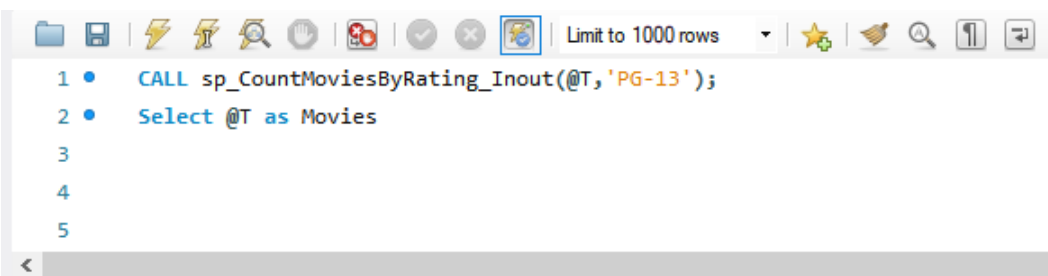 Limit to 1000 rows
1 CALL sp_CountMoviesByRating_Inout(@T,'PG-13');
2 Select @T as Movies
3
4
5